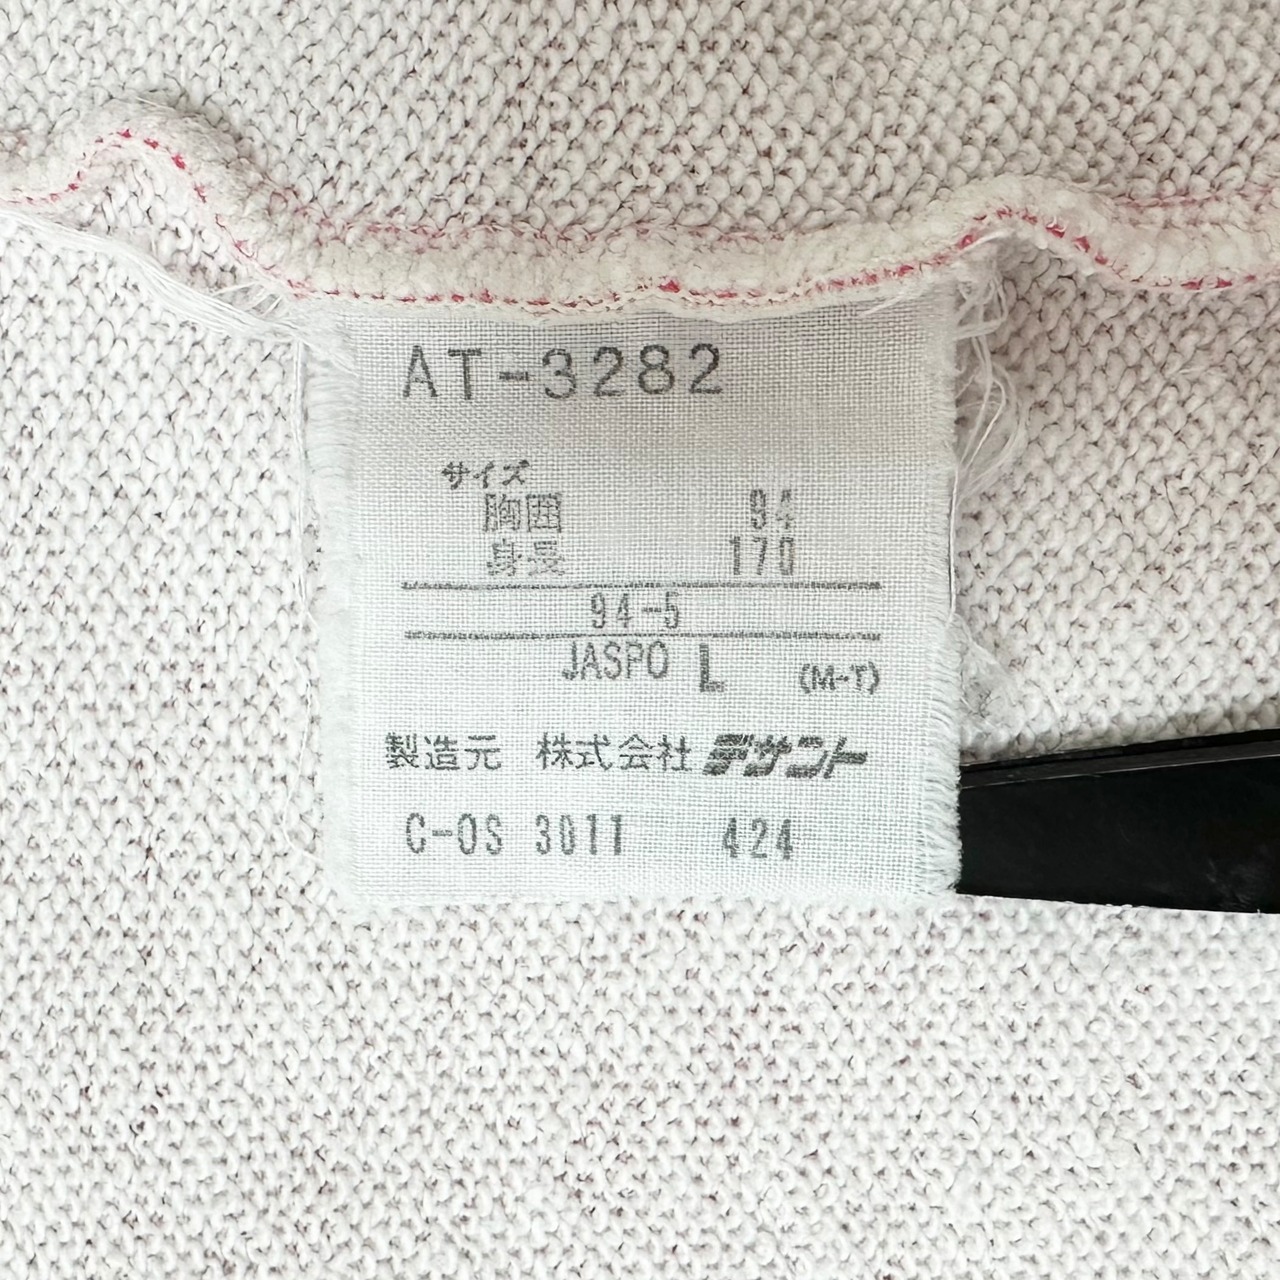 AT-3282
サイズ
胸囲 94
身長 170
94-5
JASPO L (M-T)
製造元 株式会社デサント
C-OS 3011 424